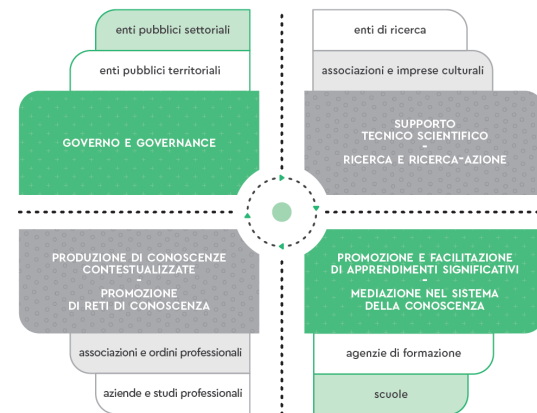 enti pubblici settoriali
enti pubblici territoriali
GOVERNO E GOVERNANCE
enti di ricerca
associazioni e imprese culturali
SUPPORTO
TECNICO SCIENTIFICO
-
RICERCA E RICERCA-AZIONE
PRODUZIONE DI CONOSCENZE
CONTESTUALIZZATE
-
PROMOZIONE
DI RETI DI CONOSCENZA
associazioni e ordini professionali
aziende e studi professionali
PROMOZIONE E FACILITAZIONE
DI APPRENDIMENTI SIGNIFICATIVI
-
MEDIAZIONE NEL SISTEMA
DELLA CONOSCENZA
agenzie di formazione
scuole